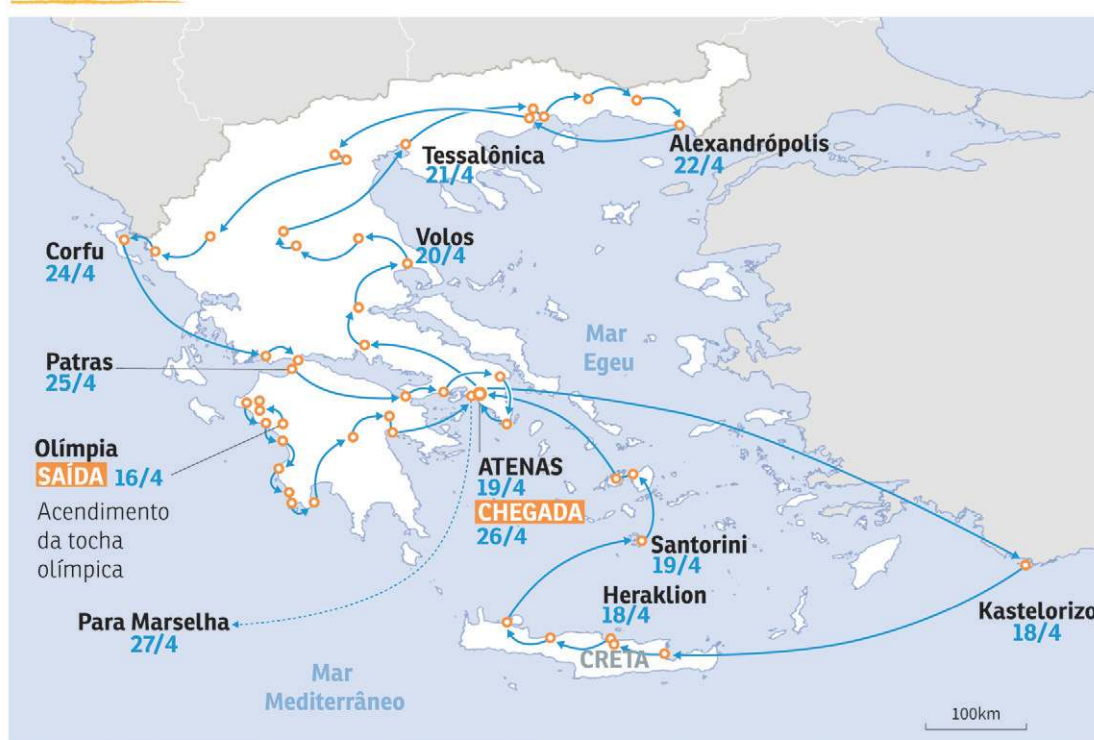 Tessalônica
21/4
Alexandrópolis
22/4
Corfu
24/4
Volos
20/4
Mar
Egeu
Patras
25/4
Olímpia
SAÍDA 16/4
Acendimento
da tocha
olímpica
ATENAS
19/4
CHEGADA
26/4
Santorini
19/4
Heraklion
18/4
Kastelorizo
18/4
Para Marselha
27/4
CRETA
Mar
Mediterrâneo
100km